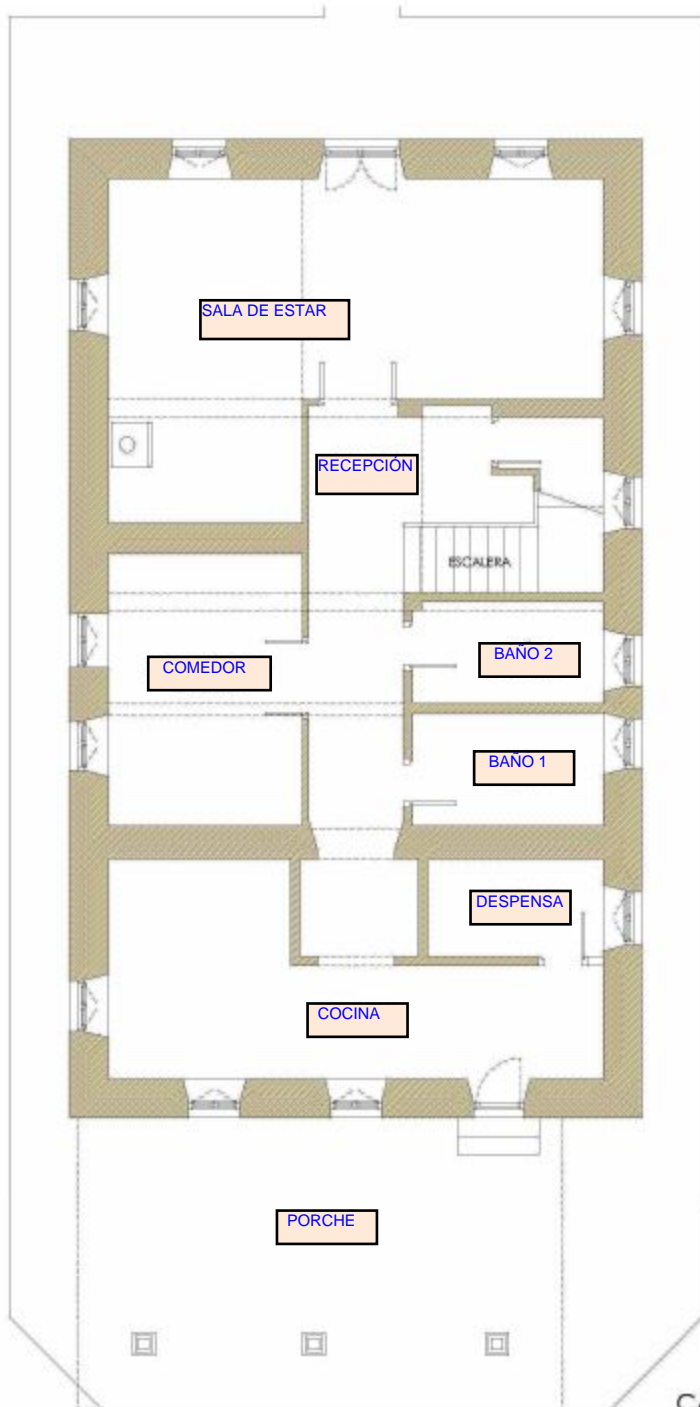 SALA DE ESTAR
RECEPCIÓN
ESCALERA
BAÑO 2
COMEDOR
BAÑO 1
DESPENSA
COCINA
PORCHE